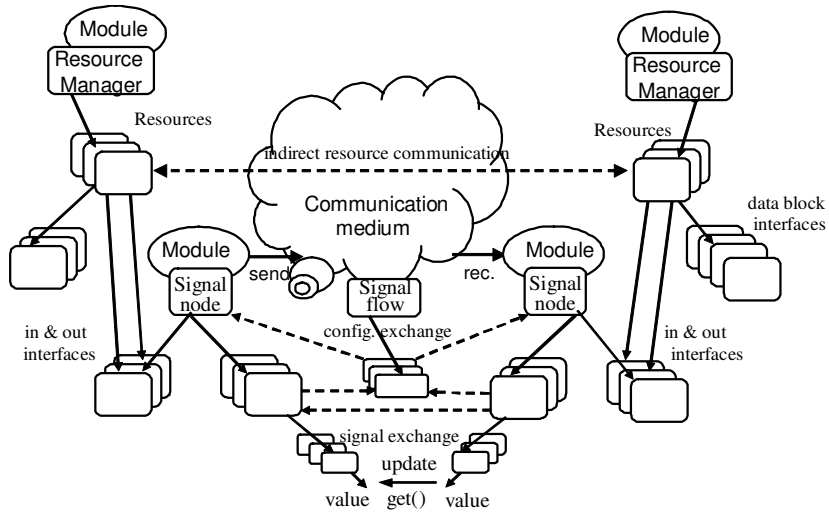 Module
Resource
Manager
Module
Resource
Manager
Resources
Resources
indirect resource communication
data block
interfaces
Communication
medium
Module
send
rec.
Module
Signal
node
Signal
flow
Signal
node
in & out
interfaces
config. exchange
in & out
interfaces
signal exchange
update
value
get()
value